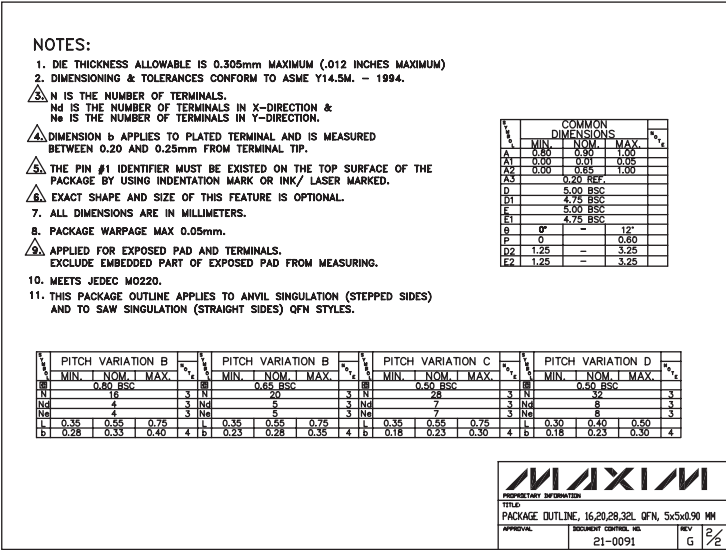 NOTES:
1. DIE THICKNESS ALLOWABLE IS 0.305mm MAXIMUM (.012 INCHES MAXIMUM)
2. DIMENSIONING & TOLERANCES CONFORM TO ASME Y14.5M. – 1994.
3. N IS THE NUMBER OF TERMINALS.
Nd IS THE NUMBER OF TERMINALS IN X-DIRECTION &
Ne IS THE NUMBER OF TERMINALS IN Y-DIRECTION.
4. DIMENSION b APPLIES TO PLATED TERMINAL AND IS MEASURED
BETWEEN 0.20 AND 0.25mm FROM TERMINAL TIP.
5. THE PIN #1 IDENTIFIER MUST BE EXISTED ON THE TOP SURFACE OF THE
PACKAGE BY USING INDENTATION MARK OR INK/ LASER MARKED.
6. EXACT SHAPE AND SIZE OF THIS FEATURE IS OPTIONAL.
7. ALL DIMENSIONS ARE IN MILLIMETERS.
8. PACKAGE WARPAGE MAX 0.05mm.
9. APPLIED FOR EXPOSED PAD AND TERMINALS.
EXCLUDE EMBEDDED PART OF EXPOSED PAD FROM MEASURING.
10. MEETS JEDEC MO220.
11. THIS PACKAGE OUTLINE APPLIES TO ANVIL SINGULATION (STEPPED SIDES)
AND TO SAW SINGULATION (STRAIGHT SIDES) QFN STYLES.
SYMBOL COMMON DIMENSIONS NOTE
MIN. NOM. MAX.
A 0.80 0.90 1.00
A1 0.00 0.01 0.05
A2 0.00 0.65 1.00
A3 0.20 REF.
D 5.00 BSC
D1 4.75 BSC
E 5.00 BSC
E1 4.75 BSC
θ 0° – 12°
P 0 0.60
D2 1.25 – 3.25
E2 1.25 – 3.25
SYMBOL PITCH VARIATION B NOTE SYMBOL PITCH VARIATION B NOTE SYMBOL PITCH VARIATION C NOTE SYMBOL PITCH VARIATION D NOTE
MIN. NOM. MAX. MIN. NOM. MAX. MIN. NOM. MAX. MIN. NOM. MAX.
e 0.80 BSC e 0.65 BSC e 0.50 BSC e 0.50 BSC
N 16 3 N 20 3 N 28 3 N 32 3
Nd 4 3 Nd 5 3 Nd 7 3 Nd 8 3
Ne 4 3 Ne 5 3 Ne 7 3 Ne 8 3
L 0.35 0.55 0.75 L 0.35 0.55 0.75 L 0.35 0.55 0.75 L 0.30 0.40 0.50
b 0.28 0.33 0.40 4 b 0.23 0.28 0.35 4 b 0.18 0.23 0.30 4 b 0.18 0.23 0.30 4
MAXIM
PROPRIETARY INFORMATION
TITLE:
PACKAGE OUTLINE, 16,20,28,32L QFN, 5x5x0.90 MM
APPROVAL DOCUMENT CONTROL NO. REV
21-0091 G 2/2